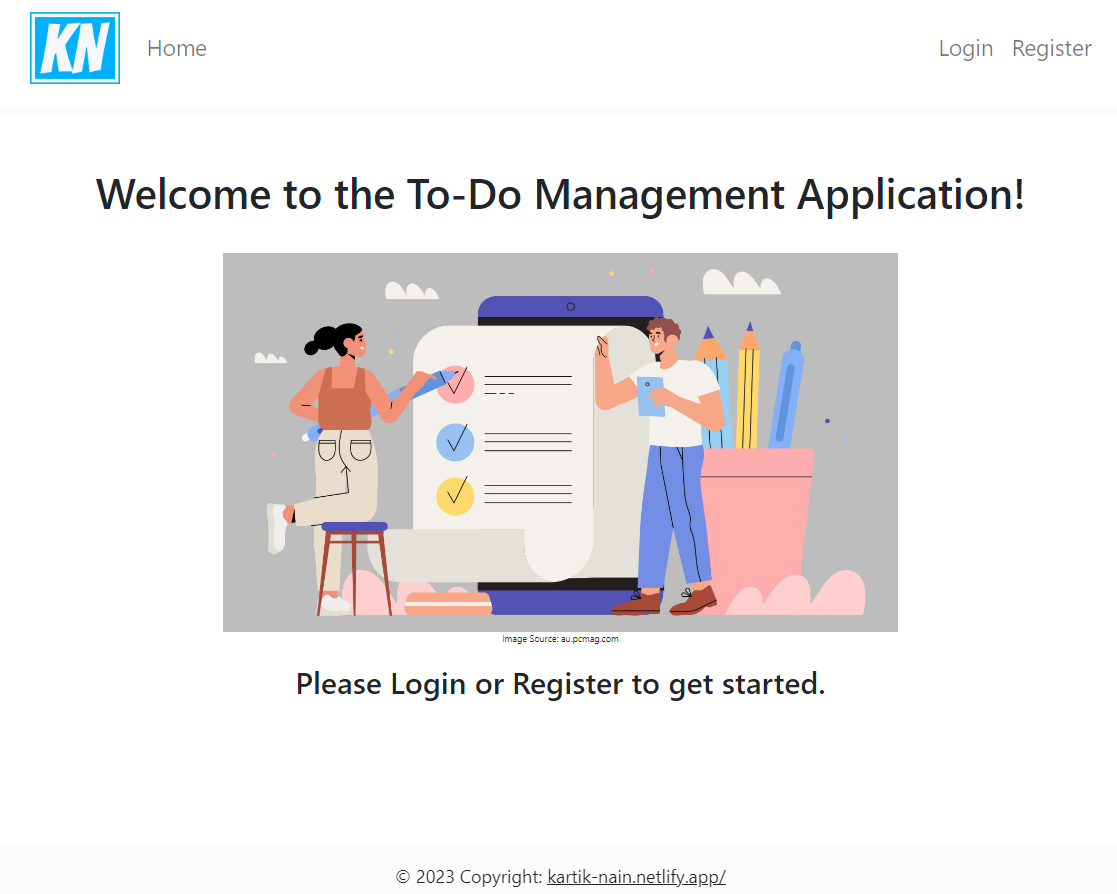 KN
Home
Login Register
Welcome to the To-Do Management Application!
Image Source: au.pcmag.com
Please Login or Register to get started.
© 2023 Copyright: kartik-nain.netlify.app/